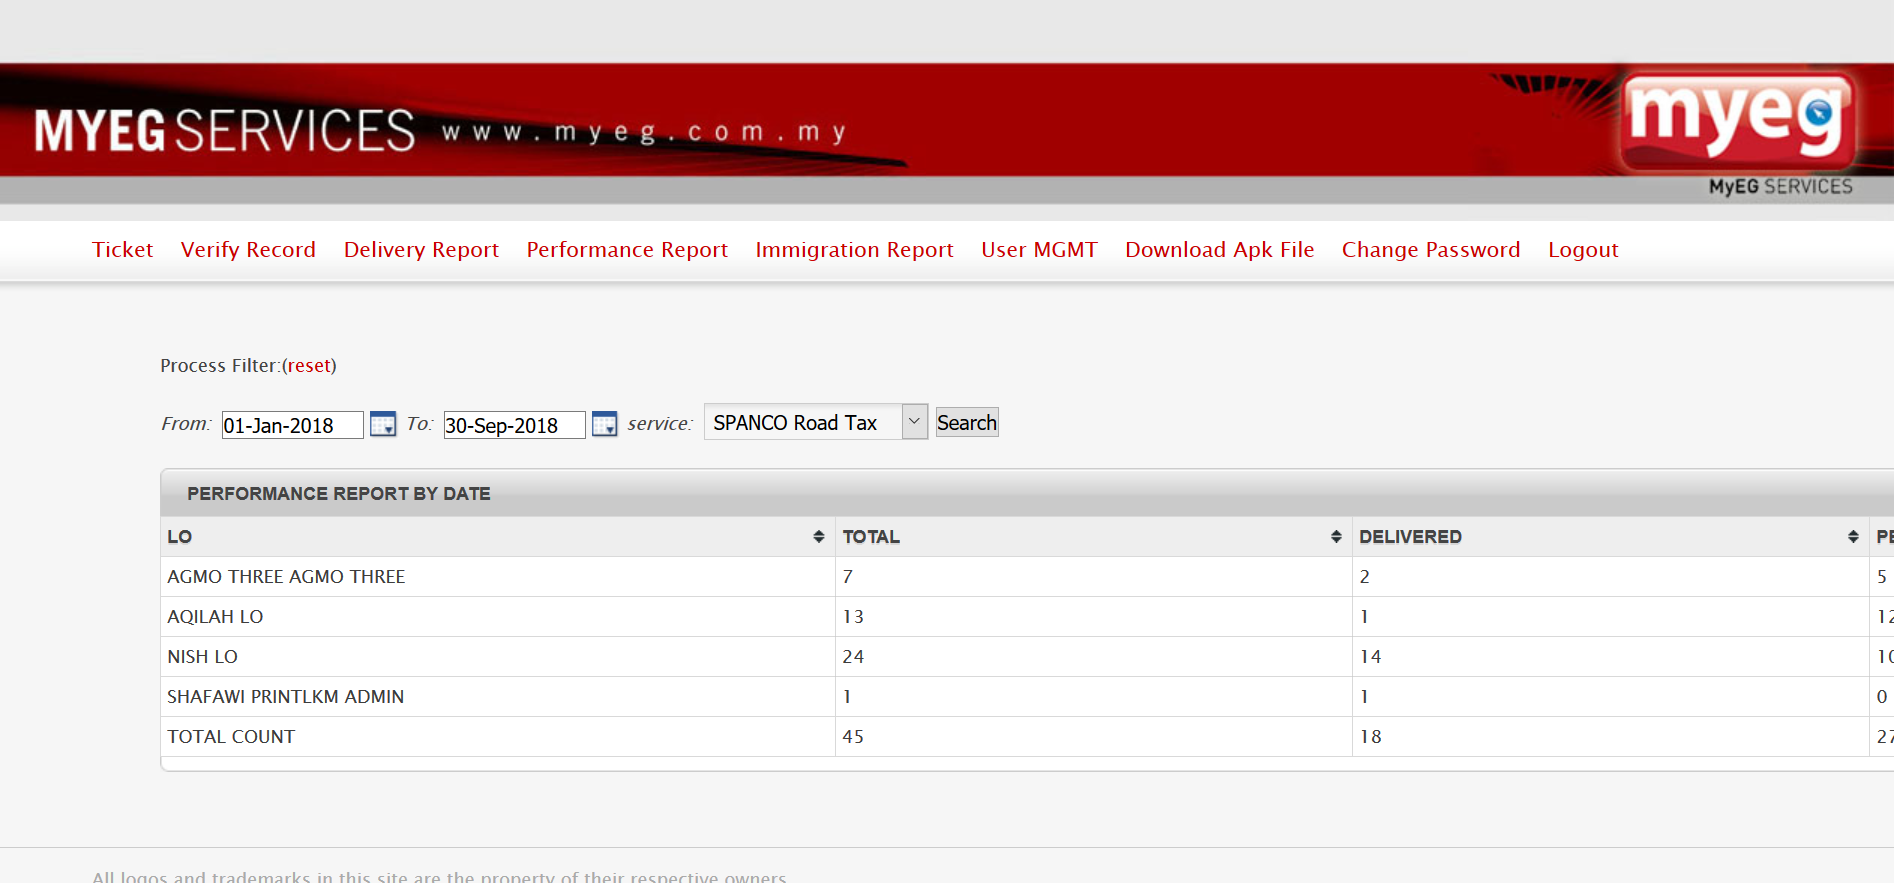 MYEG SERVICES www.myeg.com.my
myeg
MyEG SERVICES
Ticket Verify Record Delivery Report Performance Report Immigration Report User MGMT Download Apk File Change Password Logout
Process Filter:(reset)
From: 01-Jan-2018 To: 30-Sep-2018 service: SPANCO Road Tax Search
PERFORMANCE REPORT BY DATE
LO TOTAL DELIVERED PE
AGMO THREE AGMO THREE 7 2 5
AQILAH LO 13 1 12
NISH LO 24 14 10
SHAFAWI PRINTLKM ADMIN 1 1 0
TOTAL COUNT 45 18 27
All logos and trademarks in this site are the property of their respective owners